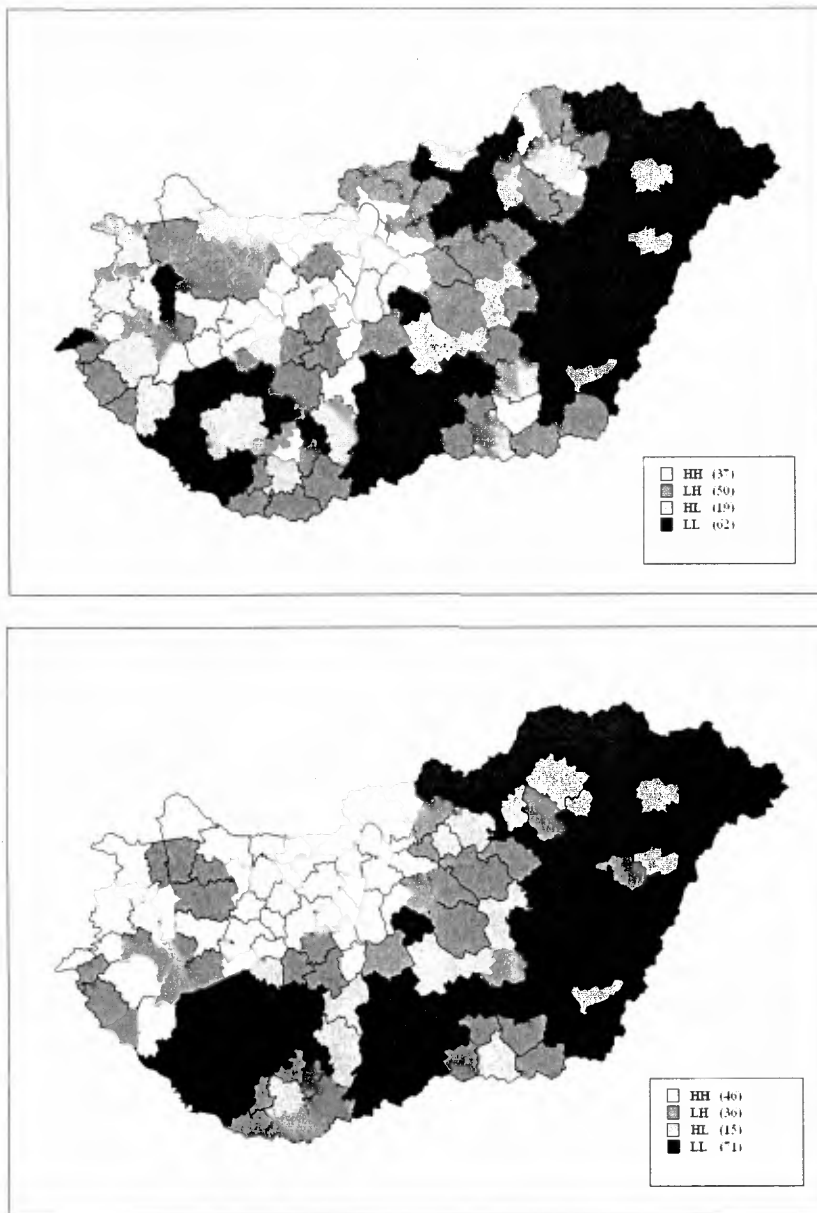 HH (37)
LH (50)
HL (19)
LL (62)
HH (46)
LH (36)
HL (15)
LL (71)